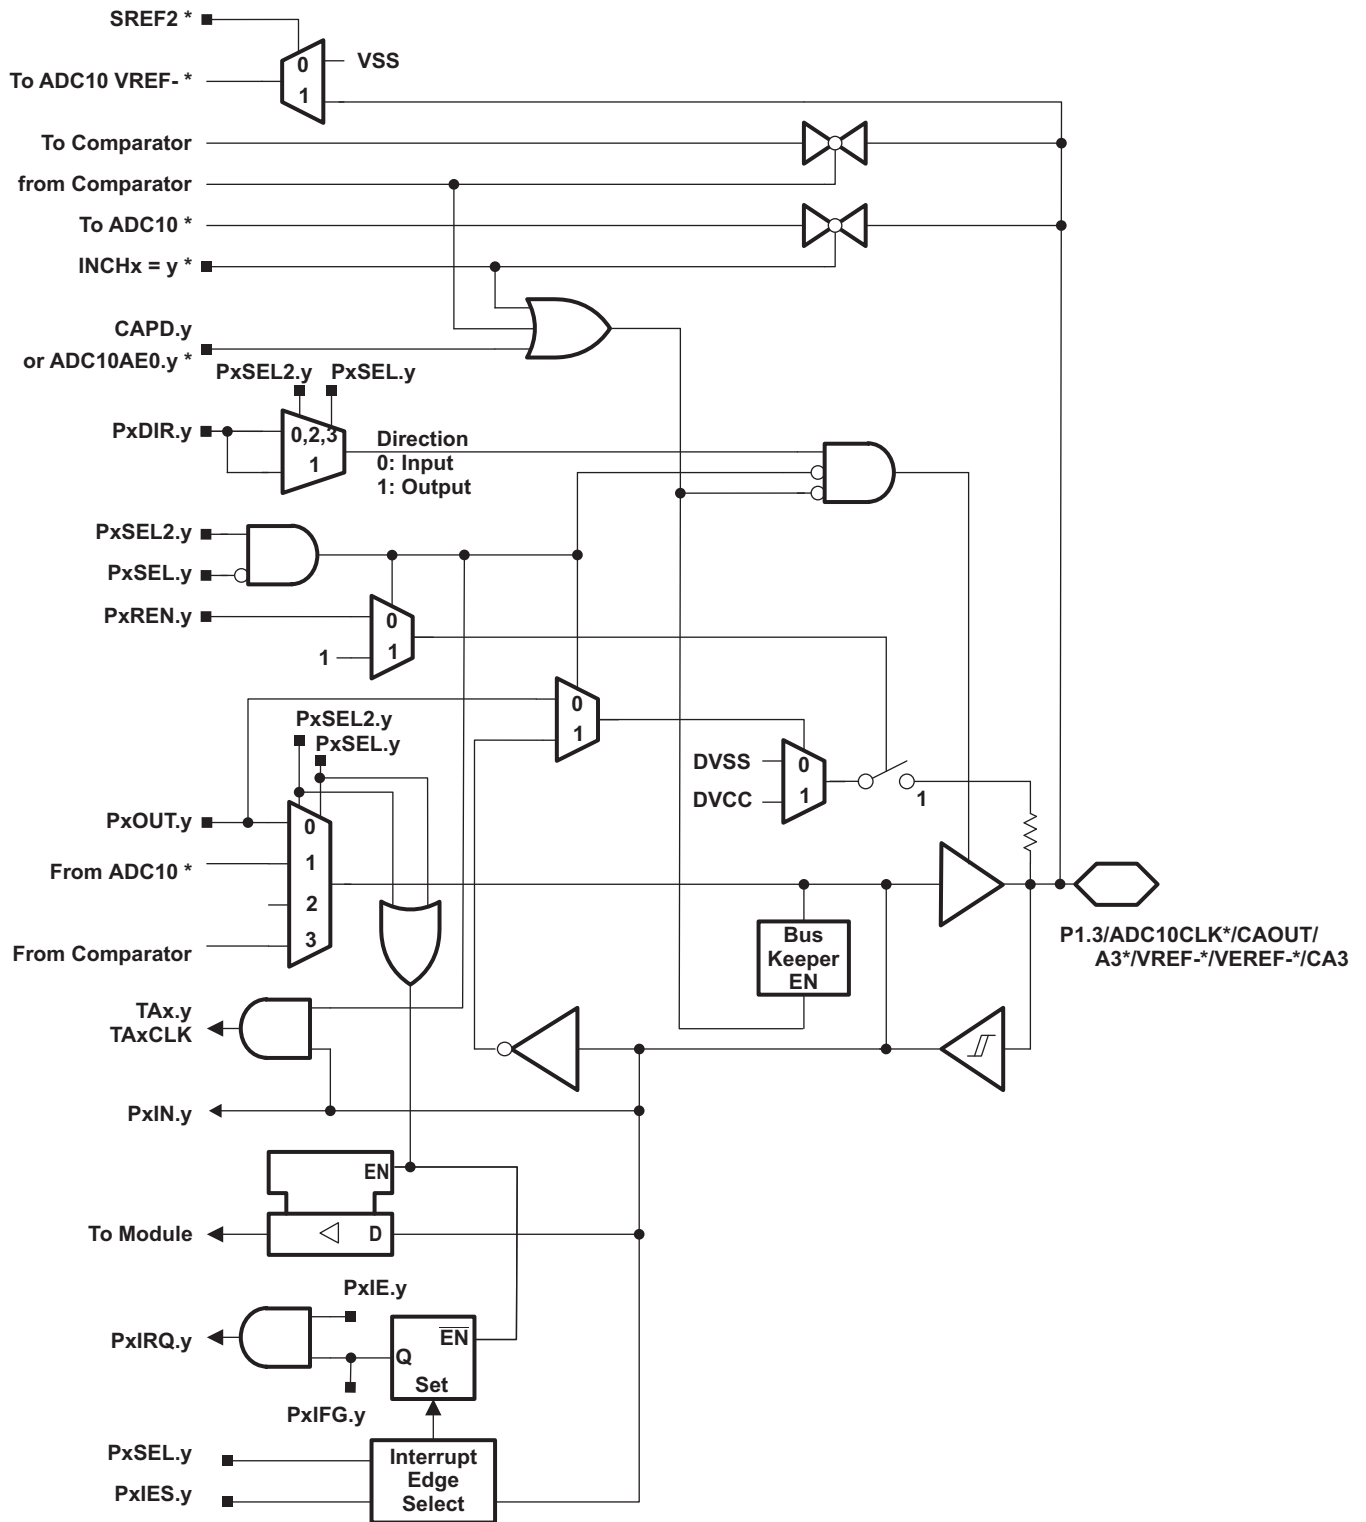 SREF2 *
VSS
0
To ADC10 VREF- *
1
To Comparator
from Comparator
To ADC10 *
INCHx = y *
CAPD.y
or ADC10AE0.y *
PxSEL2.y
PxSEL.y
PxDIR.y
0,2,3
1
Direction
0: Input
1: Output
PxSEL2.y
PxSEL.y
PxREN.y
0
1
1
0
1
PxSEL2.y
PxSEL.y
DVSS
0
DVCC
1
1
PxOUT.y
0
From ADC10 *
1
2
From Comparator
3
Bus
Keeper
EN
P1.3/ADC10CLK*/CAOUT/
A3*/VREF-*/VEREF-*/CA3
TAx.y
TAxCLK
PxIN.y
EN
To Module
D
PxIE.y
PxIRQ.y
EN
Q
Set
PxIFG.y
PxSEL.y
PxIES.y
Interrupt
Edge
Select